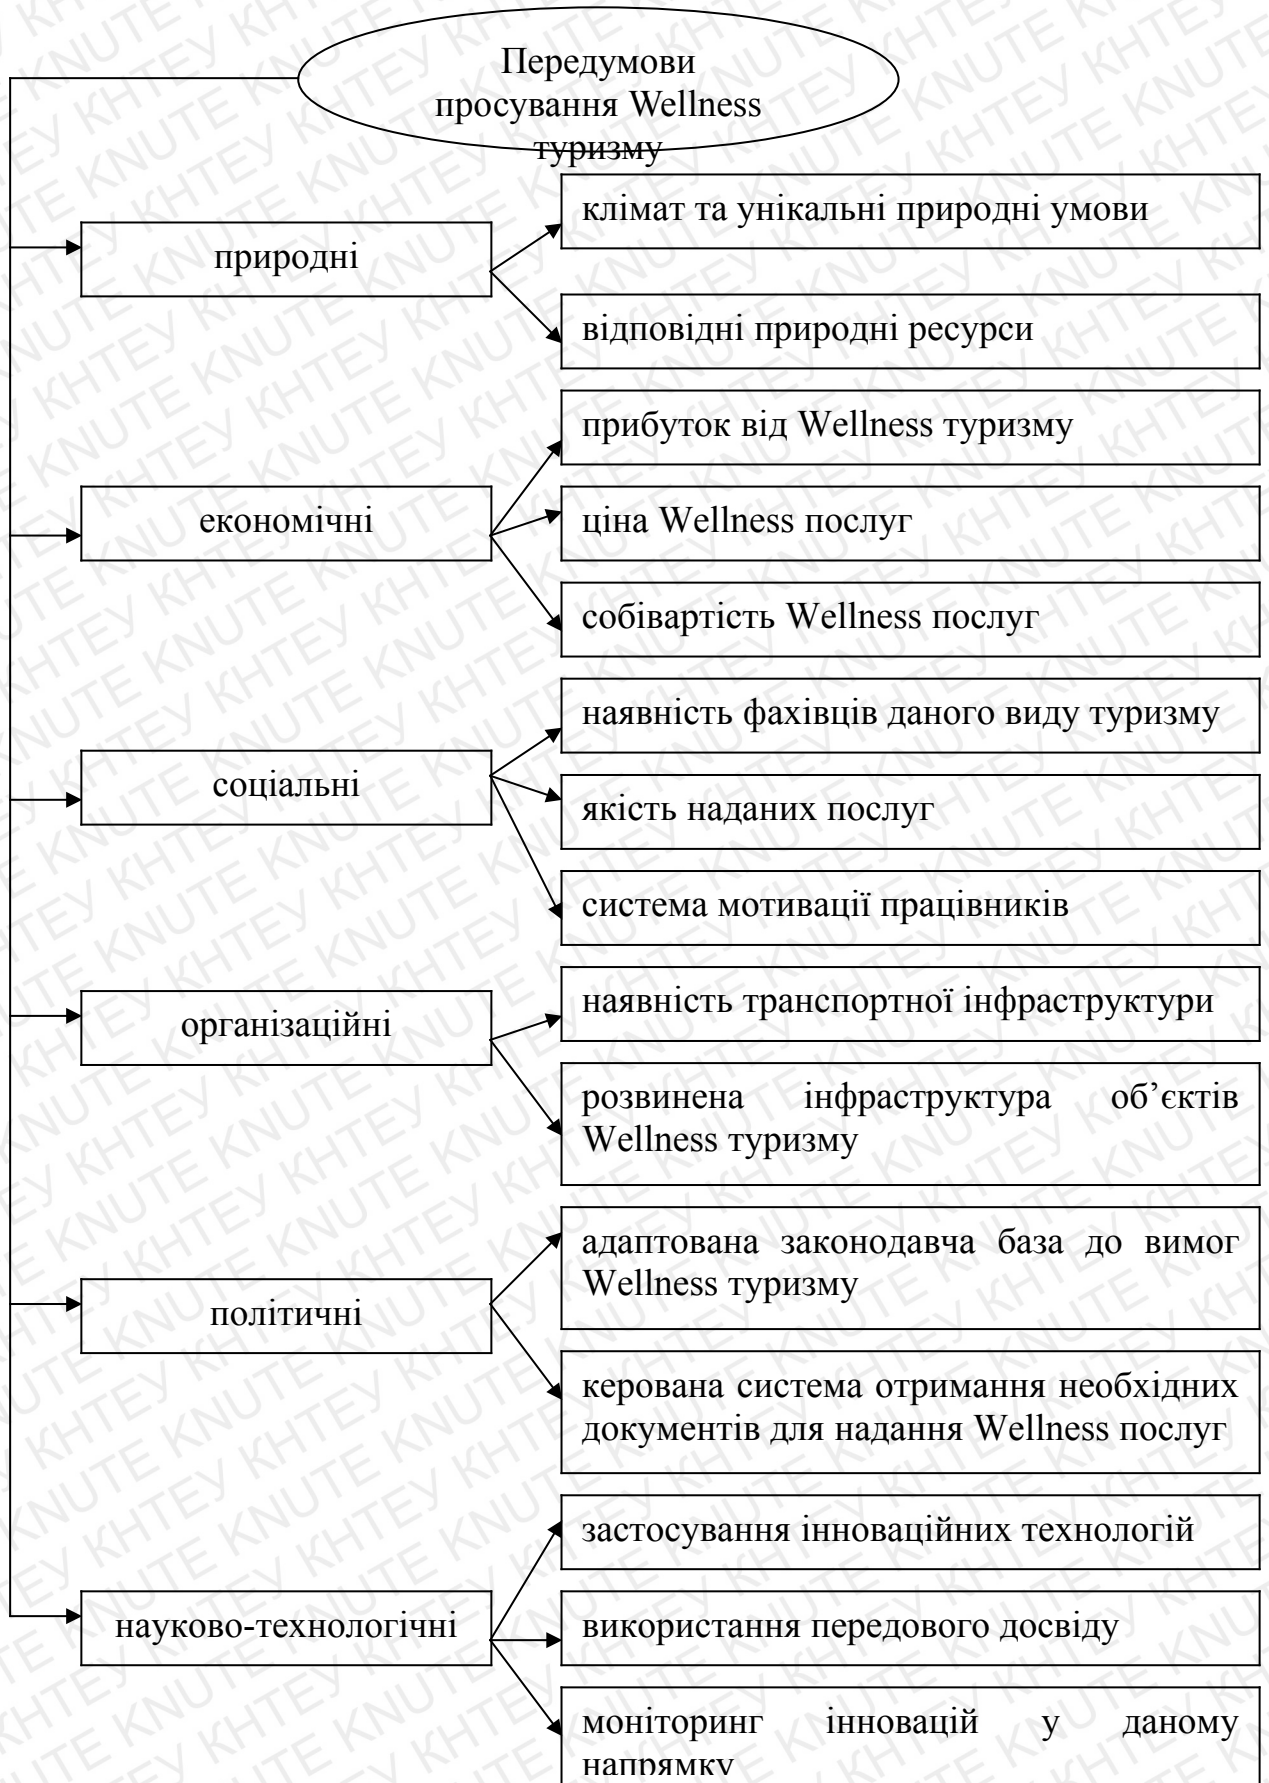 Передумови
просування Wellness
туризму
природні
клімат та унікальні природні умови
відповідні природні ресурси
економічні
прибуток від Wellness туризму
ціна Wellness послуг
собівартість Wellness послуг
соціальні
наявність фахівців даного виду туризму
якість наданих послуг
система мотивації працівників
організаційні
наявність транспортної інфраструктури
розвинена інфраструктура об’єктів
Wellness туризму
політичні
адаптована законодавча база до вимог
Wellness туризму
керована система отримання необхідних
документів для надання Wellness послуг
науково-технологічні
застосування інноваційних технологій
використання передового досвіду
моніторинг інновацій у даному
напрямку